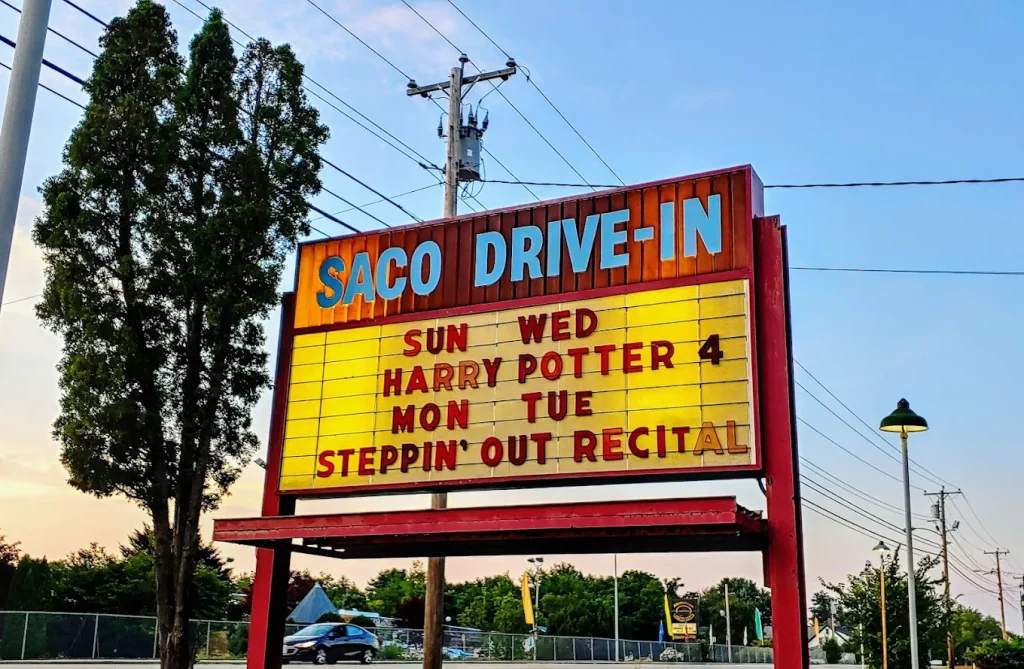 SACO DRIVE-IN
SUN WED
HARRY POTTER 4
MON TUE
STEPPIN' OUT RECITAL